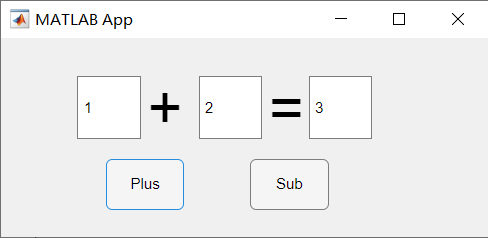 MATLAB App
1 + 2 = 3
Plus Sub